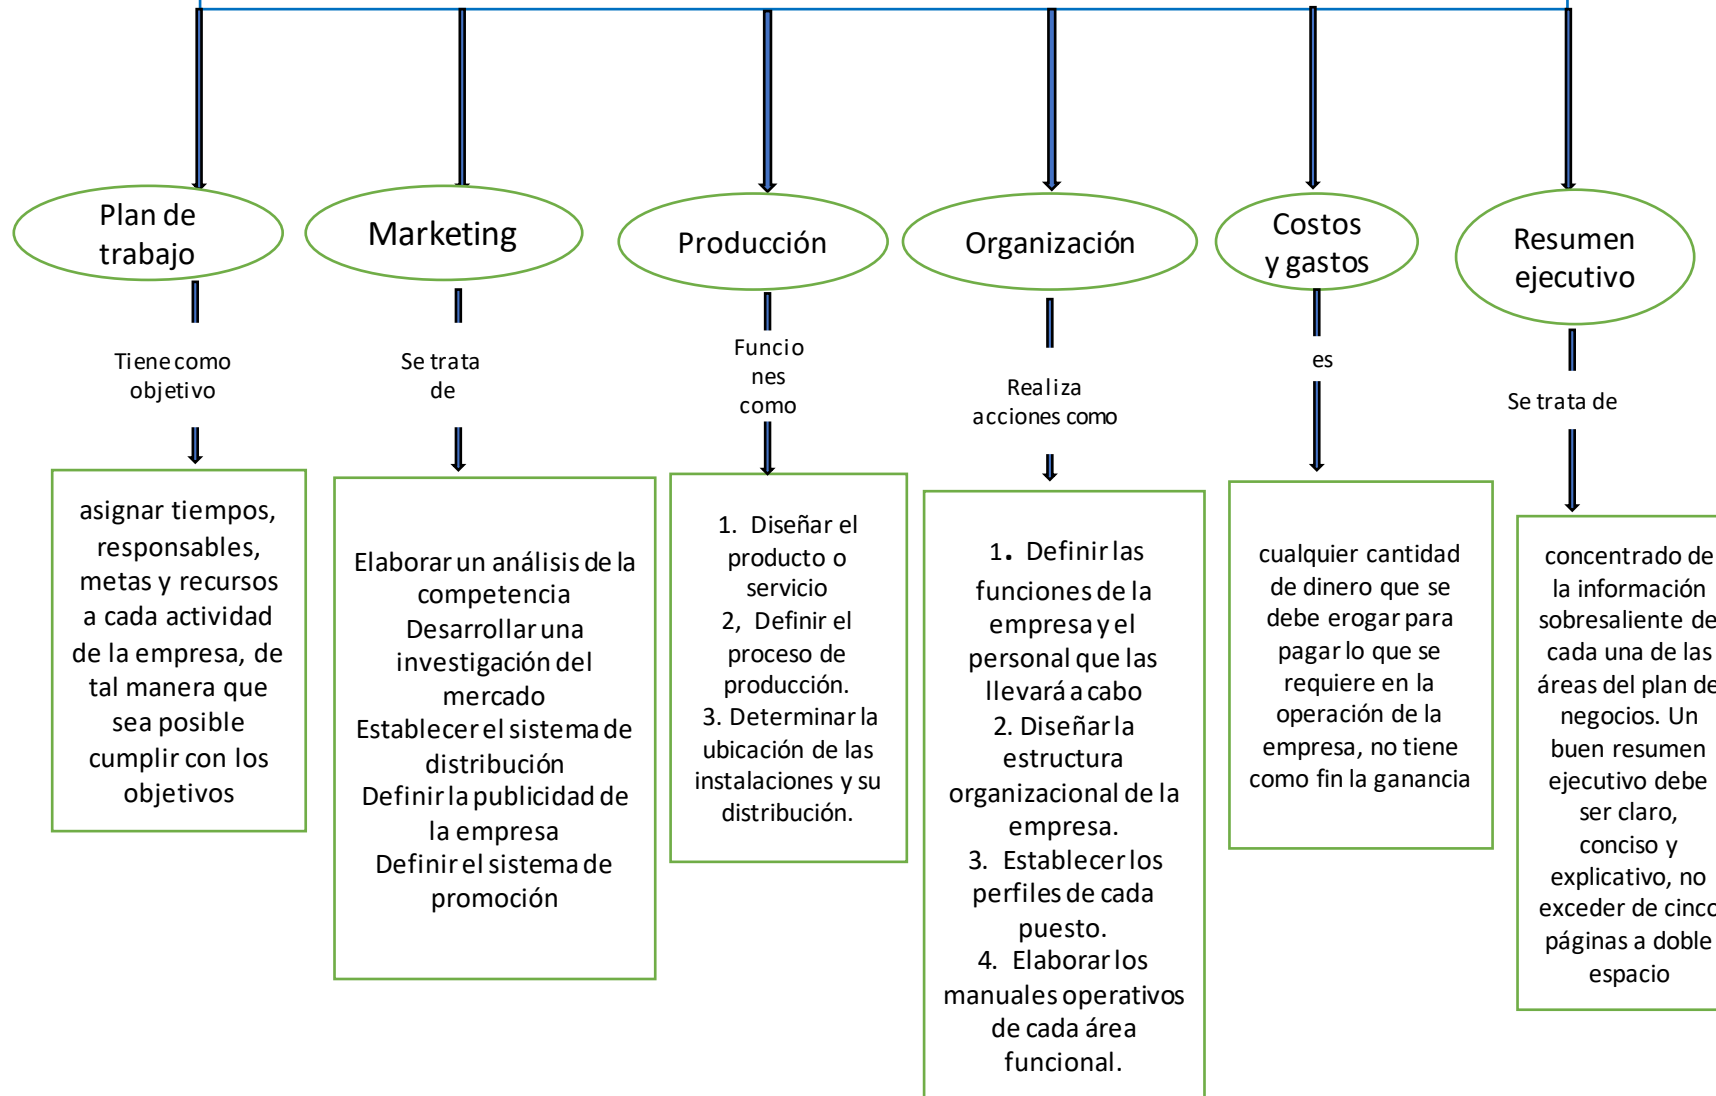 Plan de
trabajo
Tiene como
objetivo
asignar tiempos,
responsables,
metas y recursos
a cada actividad
de la empresa, de
tal manera que
sea posible
cumplir con los
objetivos
Marketing
Se trata
de
Elaborar un análisis de la
competencia
Desarrollar una
investigación del
mercado
Establecer el sistema de
distribución
Definir la publicidad de
la empresa
Definir el sistema de
promoción
Producción
Funcio
nes
como
1. Diseñar el
producto o
servicio
2, Definir el
proceso de
producción.
3. Determinar la
ubicación de las
instalaciones y su
distribución.
Organización
Realiza
acciones como
1. Definir las
funciones de la
empresa y el
personal que las
llevará a cabo
2. Diseñar la
estructura
organizacional de la
empresa.
3. Establecer los
perfiles de cada
puesto.
4. Elaborar los
manuales operativos
de cada área
funcional.
Costos
y gastos
es
cualquier cantidad
de dinero que se
debe erogar para
pagar lo que se
requiere en la
operación de la
empresa, no tiene
como fin la ganancia
Resumen
ejecutivo
Se trata de
concentrado de
la información
sobresaliente de
cada una de las
áreas del plan de
negocios. Un
buen resumen
ejecutivo debe
ser claro,
conciso y
explicativo, no
exceder de cinco
páginas a doble
espacio